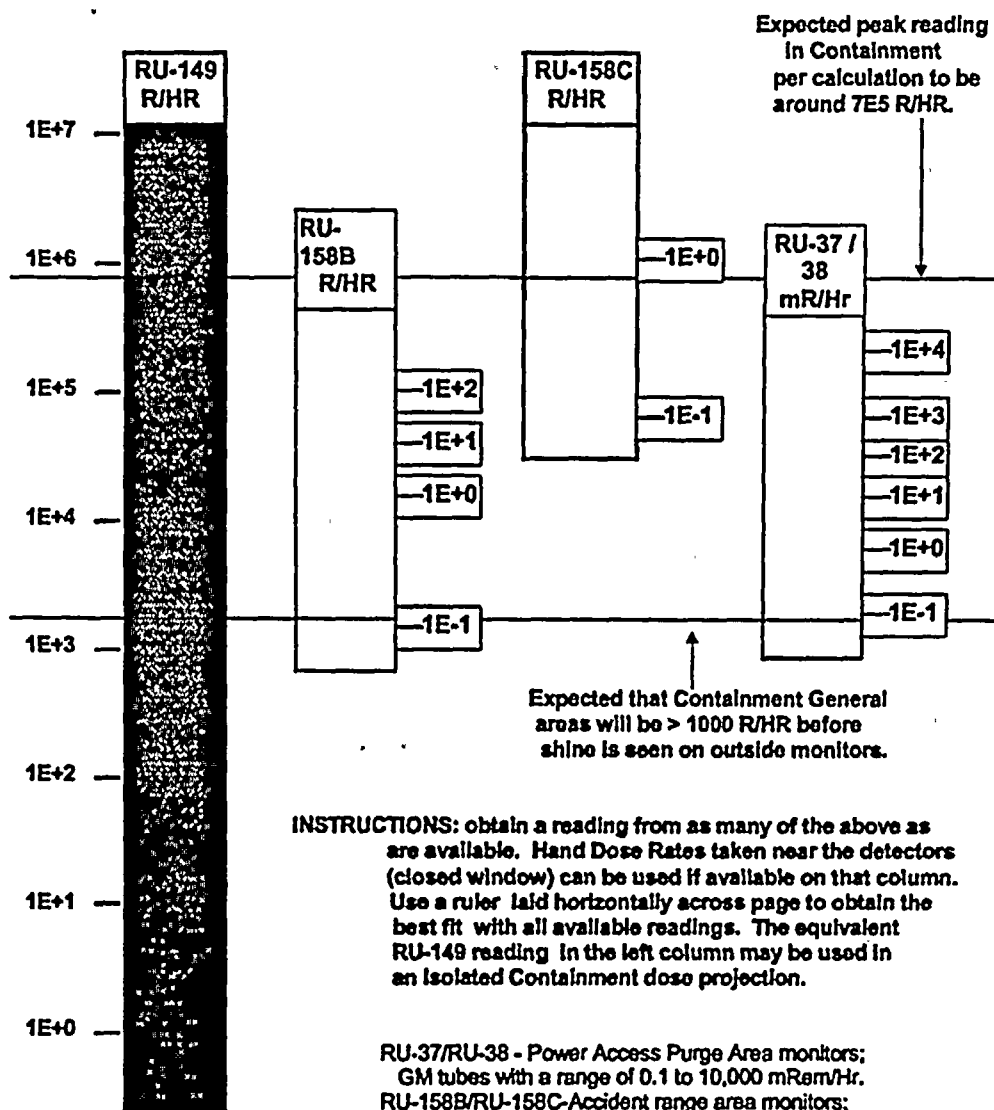 Expected peak reading
in Containment
per calculation to be
around 7E5 R/HR.
RU-149
R/HR
RU-158C
R/HR
1E+7
RU-
158B
R/HR
1E+6
1E+0
RU-37 /
38
mR/Hr
1E+4
1E+5
1E+2
1E-1
1E+3
1E+1
1E+2
1E+0
1E+1
1E+4
1E+0
1E-1
1E-1
1E+3
Expected that Containment General
areas will be > 1000 R/HR before
shine is seen on outside monitors.
1E+2
INSTRUCTIONS: obtain a reading from as many of the above as
are available. Hand Dose Rates taken near the detectors
(closed window) can be used if available on that column.
Use a ruler laid horizontally across page to obtain the
best fit with all available readings. The equivalent
RU-149 reading in the left column may be used in
an Isolated Containment dose projection.
1E+1
1E+0
RU-37/RU-38 - Power Access Purge Area monitors;
GM tubes with a range of 0.1 to 10,000 mRem/Hr.
RU-158B/RU-158C-Accident range area monitors;